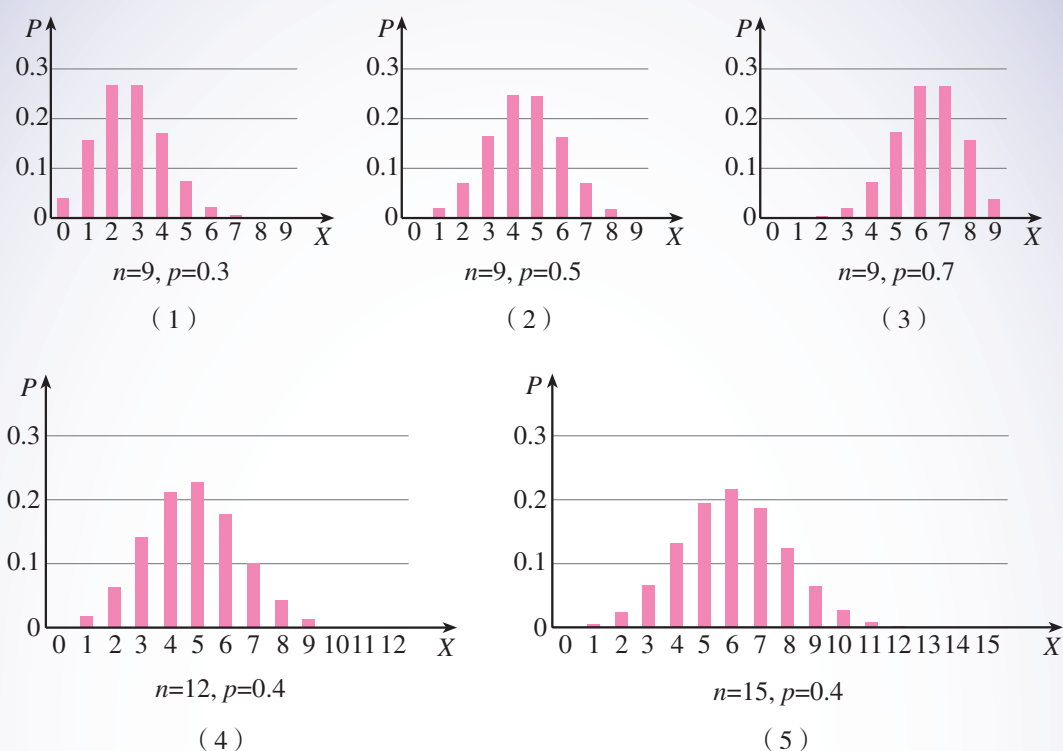 P
0.3
0.2
0.1
0
0 1 2 3 4 5 6 7 8 9 X
n=9, p=0.3
（1）
P
0.3
0.2
0.1
0
0 1 2 3 4 5 6 7 8 9 X
n=9, p=0.5
（2）
P
0.3
0.2
0.1
0
0 1 2 3 4 5 6 7 8 9 X
n=9, p=0.7
（3）
P
0.3
0.2
0.1
0
0 1 2 3 4 5 6 7 8 9 10 11 12 X
n=12, p=0.4
（4）
P
0.3
0.2
0.1
0
0 1 2 3 4 5 6 7 8 9 10 11 12 13 14 15 X
n=15, p=0.4
（5）